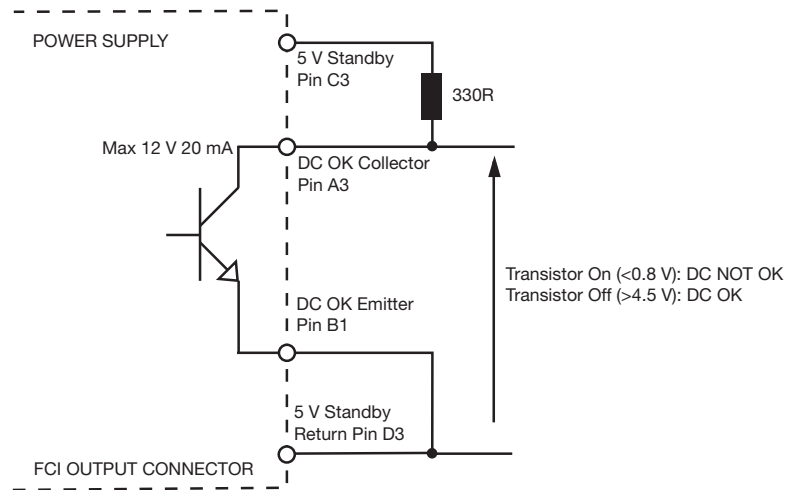 POWER SUPPLY
5 V Standby
Pin C3
330R
Max 12 V 20 mA
DC OK Collector
Pin A3
Transistor On (<0.8 V): DC NOT OK
Transistor Off (>4.5 V): DC OK
DC OK Emitter
Pin B1
5 V Standby
Return Pin D3
FCI OUTPUT CONNECTOR